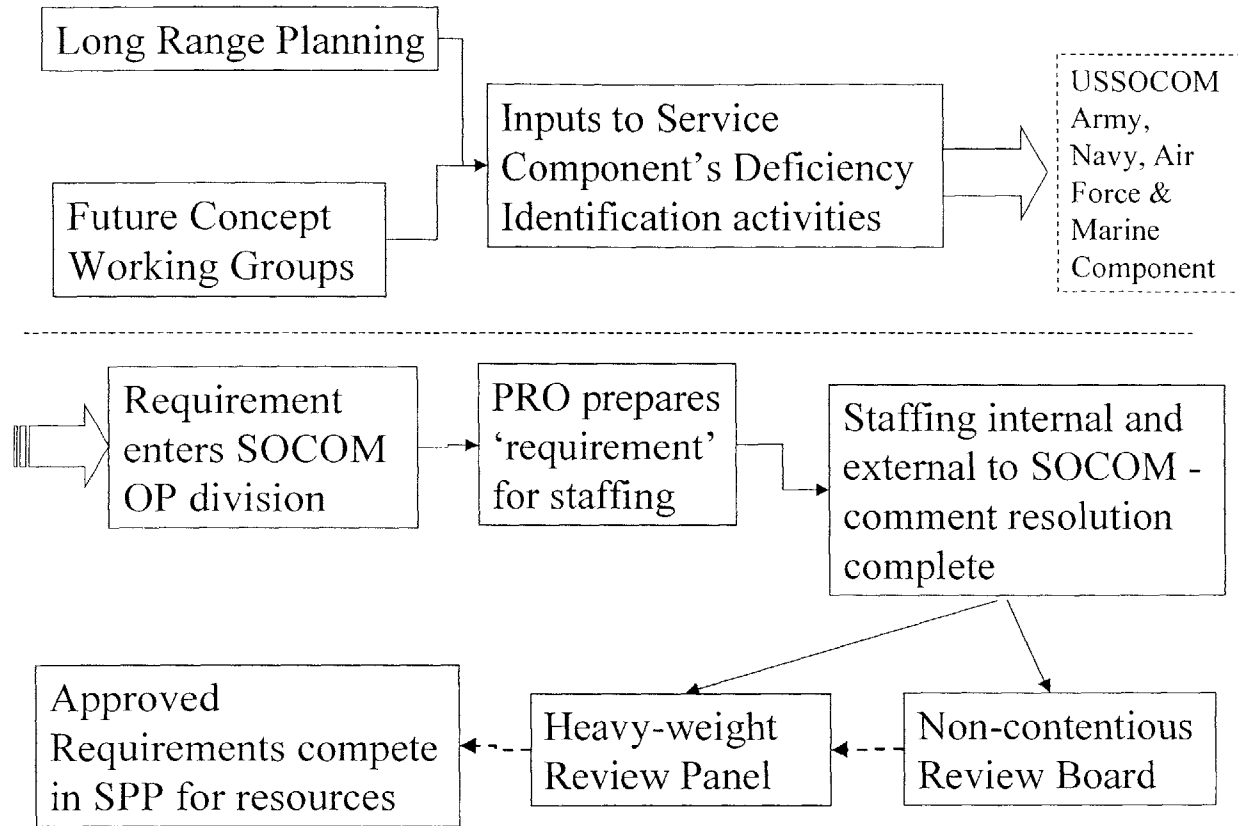 Long Range Planning
Future Concept
Working Groups
Inputs to Service
Component's Deficiency
Identification activities
USSOCOM
Army,
Navy, Air
Force &
Marine
Component
Requirement
enters SOCOM
OP division
PRO prepares
‘requirement’
for staffing
Staffing internal and
external to SOCOM -
comment resolution
complete
Approved
Requirements compete
in SPP for resources
Heavy-weight
Review Panel
Non-contentious
Review Board